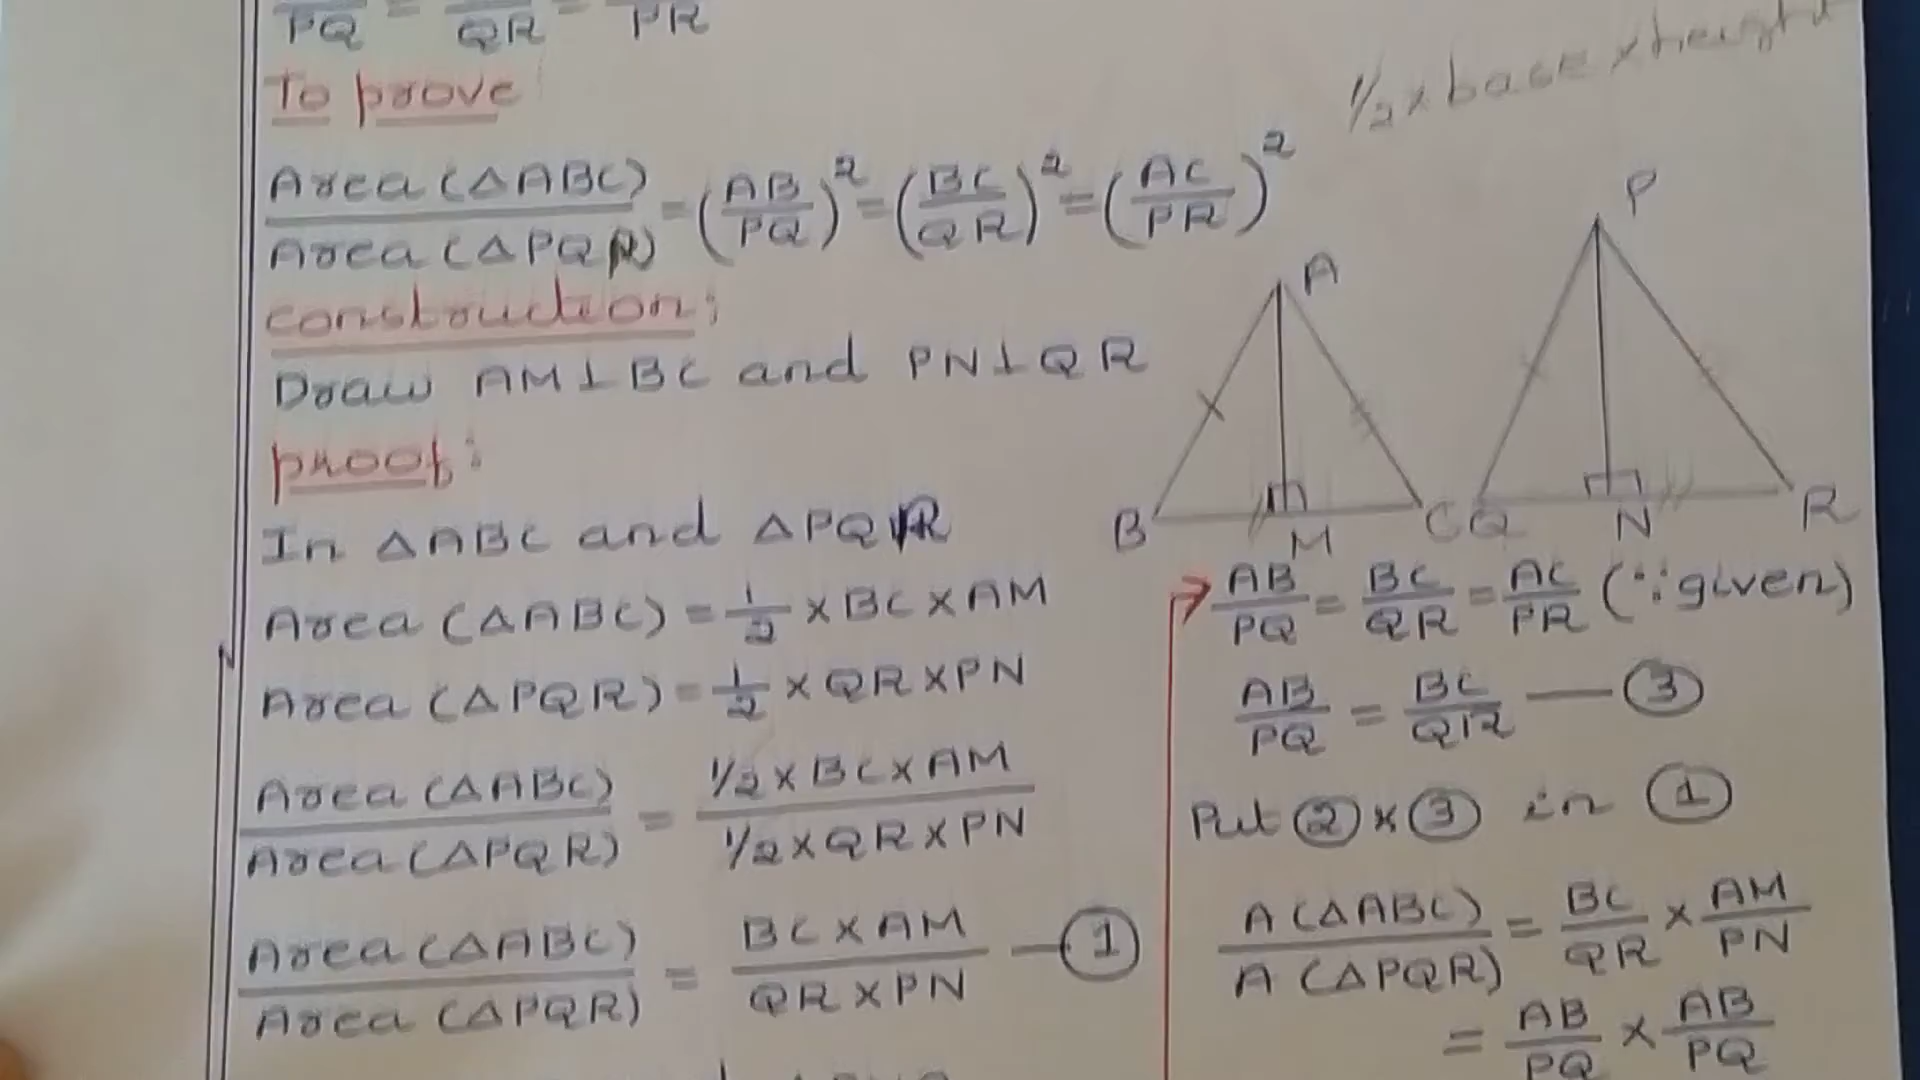 PQ = QR = PR
To prove
1/2 x base x height
Area (△ABC) / Area (△PQR) = (AB/PQ)² = (BC/QR)² = (AC/PR)²
construction:
Draw AM⊥BC and PN⊥QR
proof:
In △ABC and △PQR
Area (△ABC) = 1/2 × BC × AM
Area (△PQR) = 1/2 × QR × PN
Area (△ABC) / Area (△PQR) = 1/2 × BC × AM / 1/2 × QR × PN
Area (△ABC) / Area (△PQR) = BC × AM / QR × PN — ①
A
B M C
P
Q N R
AB/PQ = BC/QR = AC/PR (∵ given)
AB/PQ = BC/QR — ③
Put ② × ③ in ①
A (△ABC) / A (△PQR) = BC/QR × AM/PN
= AB/PQ × AB/PQ